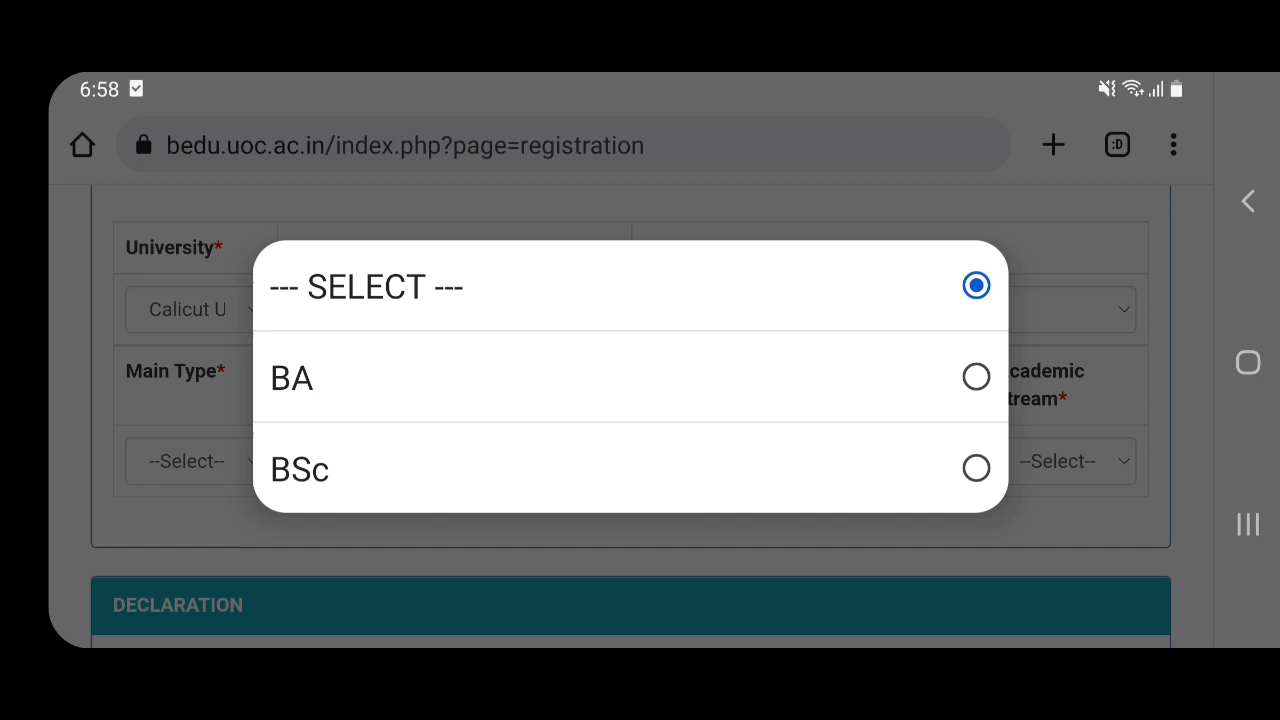 6:58
bedu.uoc.ac.in/index.php?page=registration
University*
Calicut U
--- SELECT ---
BA
BSc
Main Type*
cademic
tream*
--Select--
--Select--
DECLARATION